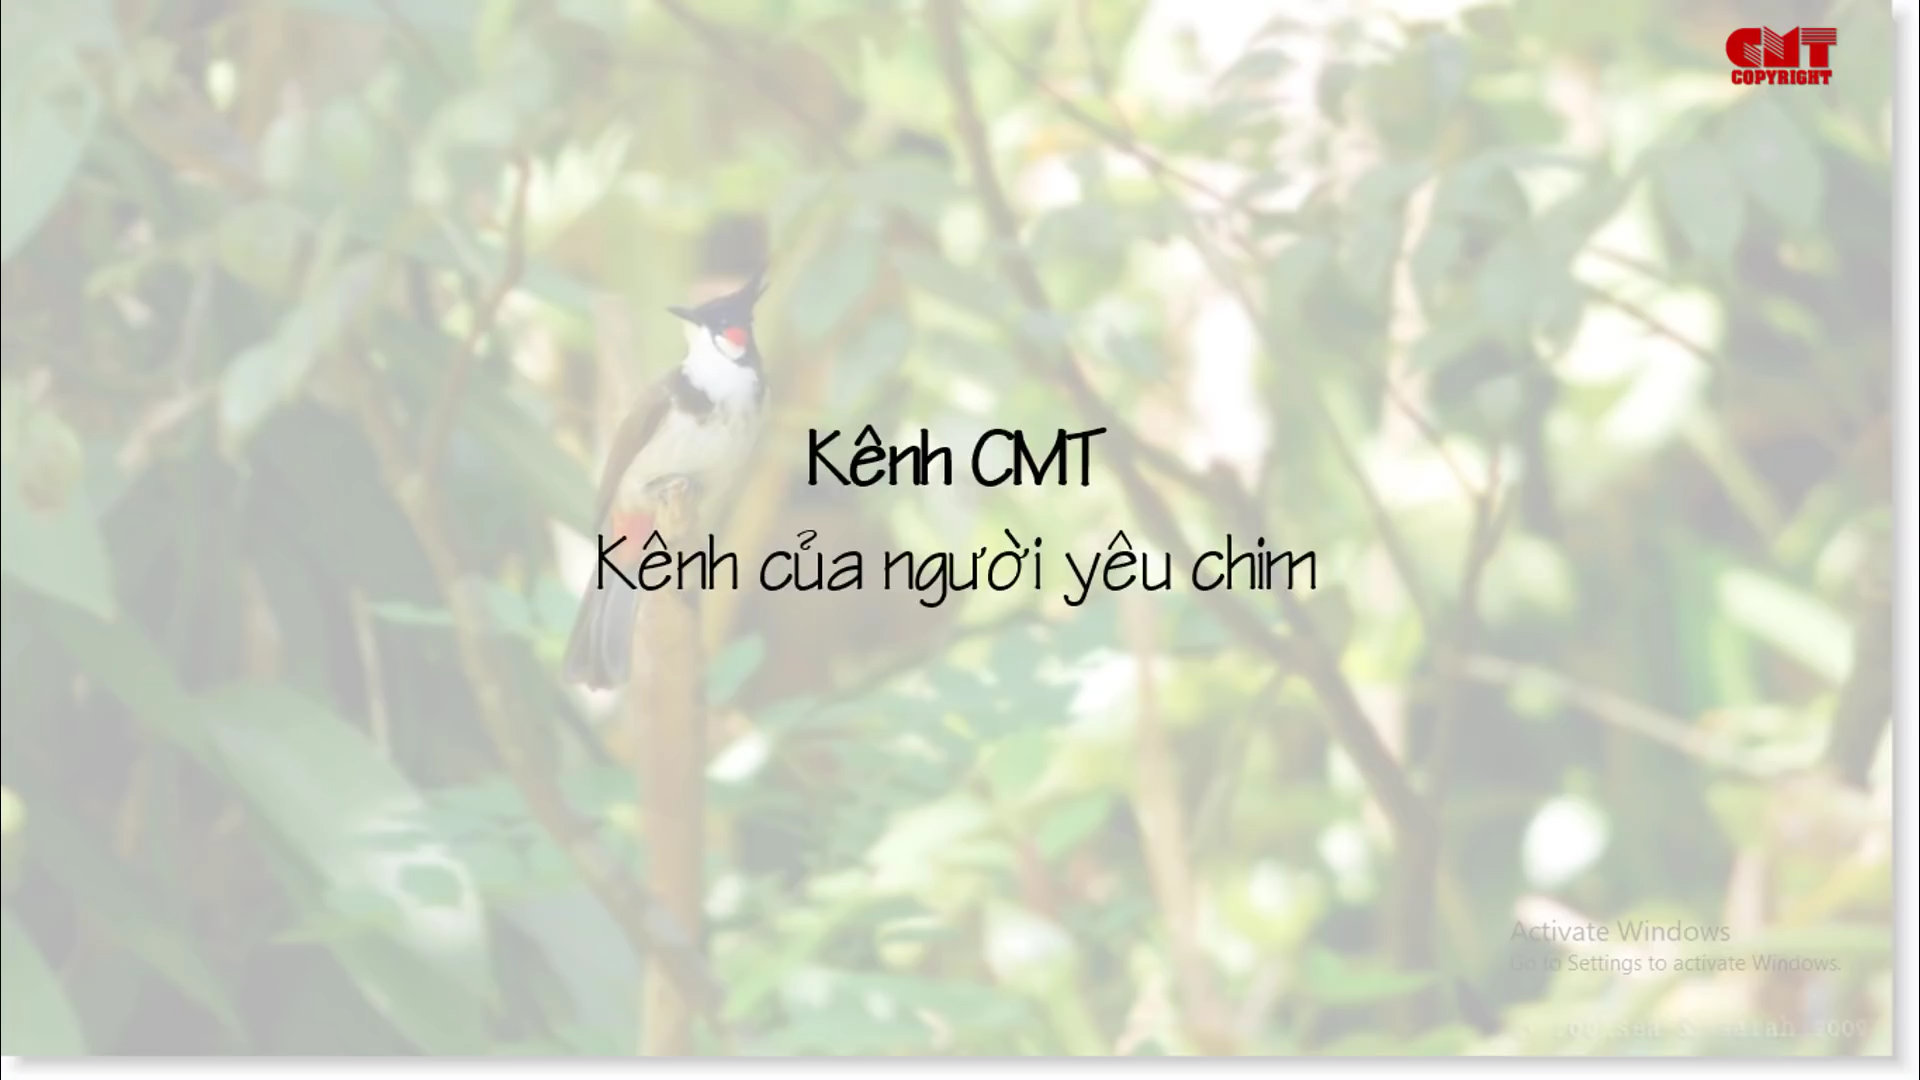 CMT
COPYRIGHT
Kênh CMT
Kênh của người yêu chim
Activate Windows
Go to Settings to activate Windows.